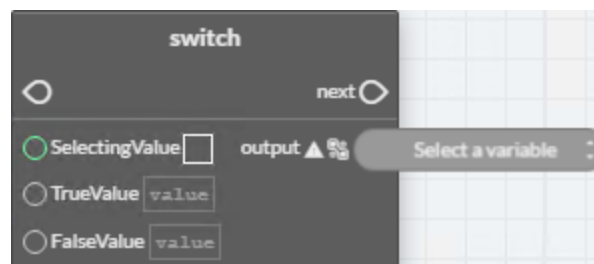 switch
next
SelectingValue output Select a variable
TrueValue value
FalseValue value